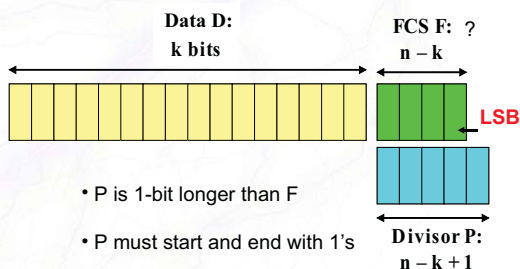 Data D:
k bits
FCS F: ?
n – k
LSB
• P is 1-bit longer than F
• P must start and end with 1's
Divisor P:
n – k + 1